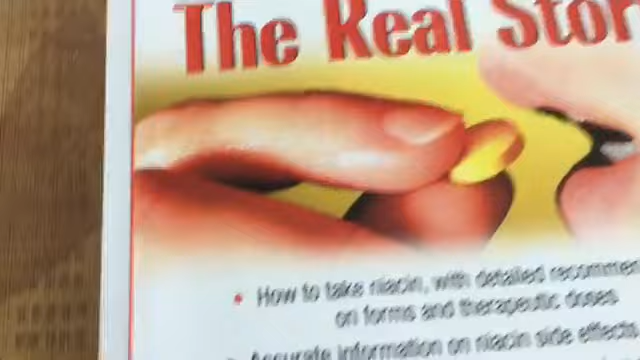 The Real Stor
• How to take niacin, with detailed recommen
on forms and therapeutic doses
Accurate information on niacin side effects